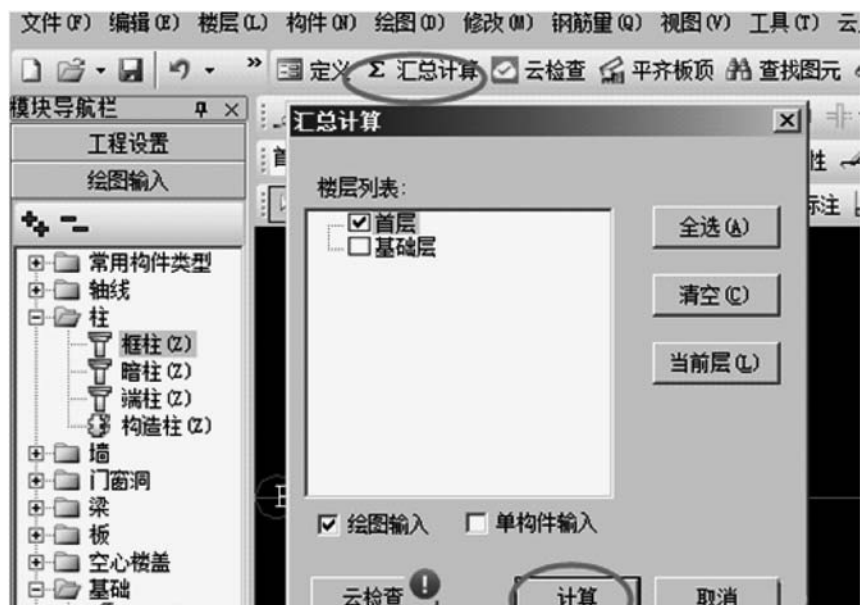 文件(F) 编辑(E) 楼层(L) 构件(N) 绘图(D) 修改(M) 钢筋量(Q) 视图(V) 工具(T)
定义 Σ 汇总计算 云检查 平齐板顶 查找图元
模块导航栏
工程设置
绘图输入
常用构件类型
轴线
柱
框柱(Z)
暗柱(Z)
端柱(Z)
构造柱(Z)
墙
门窗洞
梁
板
空心楼盖
基础
汇总计算
楼层列表:
首层
基础层
全选(A)
清空(C)
当前层(L)
绘图输入 单构件输入
云检查 计算 取消